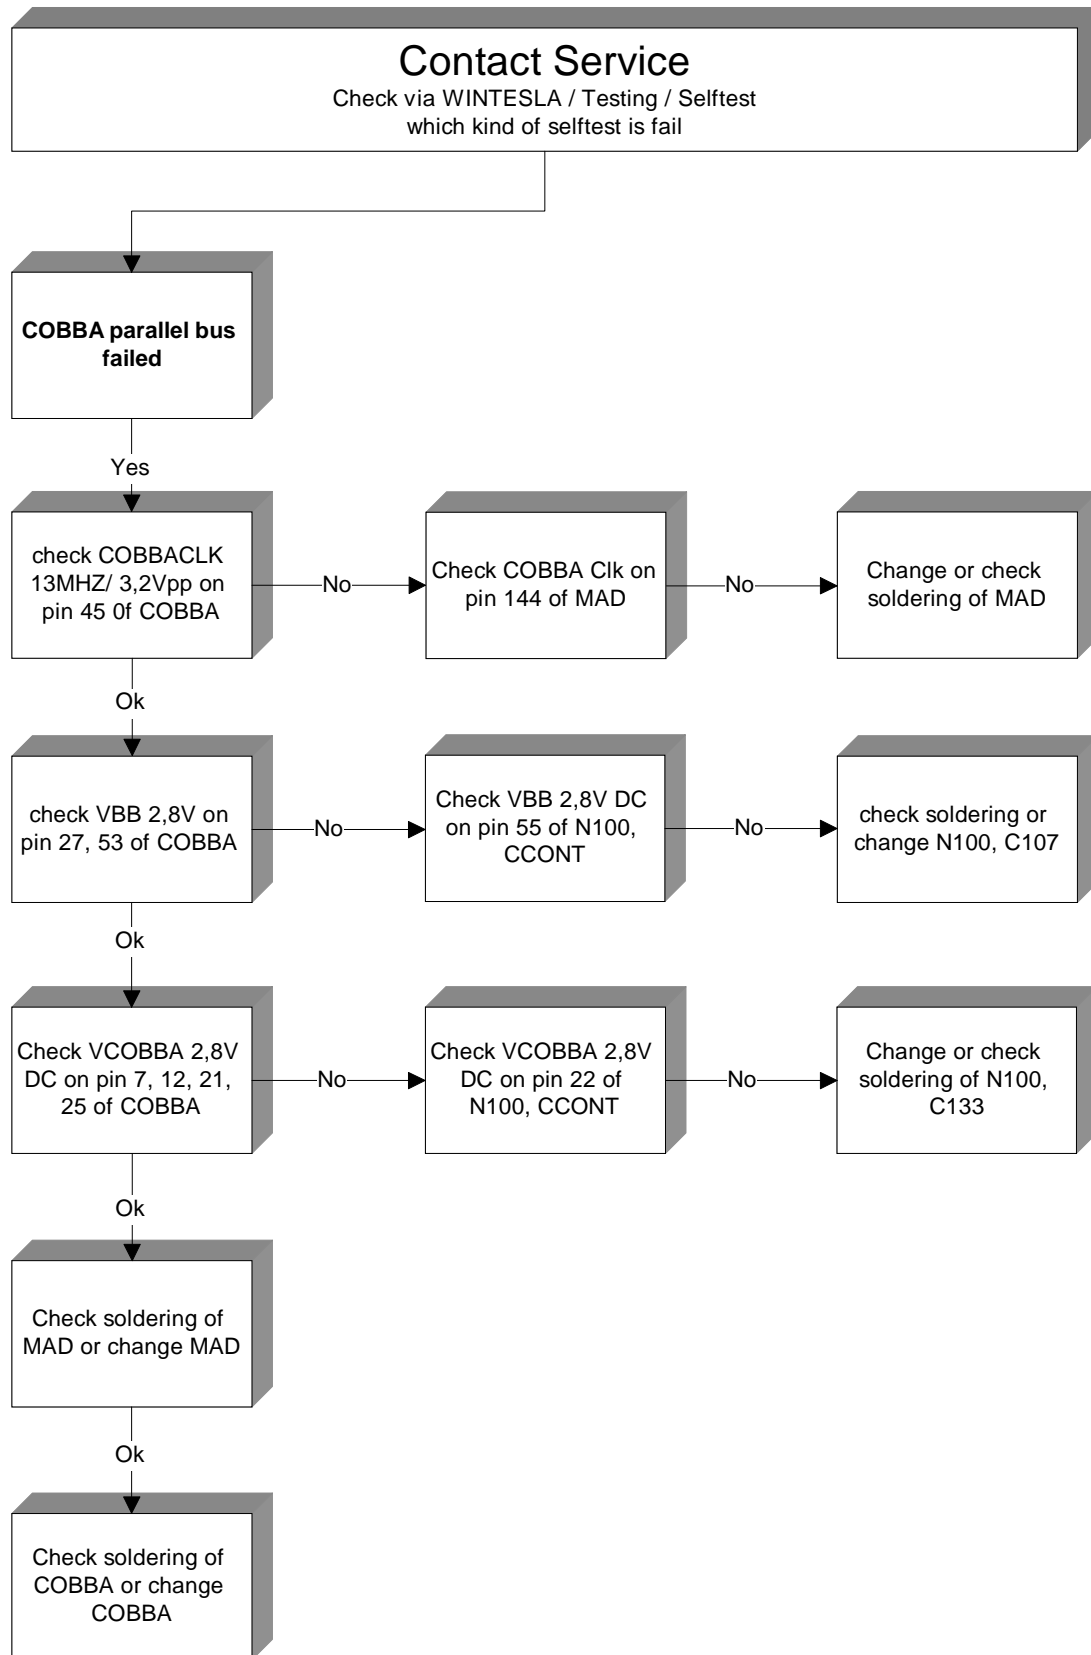 Contact Service
Check via WINTESLA / Testing / Selftest
which kind of selftest is fail
COBBA parallel bus
failed
Yes
check COBBACLK
13MHZ/ 3,2Vpp on
pin 45 0f COBBA
No
Check COBBA Clk on
pin 144 of MAD
No
Change or check
soldering of MAD
Ok
check VBB 2,8V on
pin 27, 53 of COBBA
No
Check VBB 2,8V DC
on pin 55 of N100,
CCONT
No
check soldering or
change N100, C107
Ok
Check VCOBBA 2,8V
DC on pin 7, 12, 21,
25 of COBBA
No
Check VCOBBA 2,8V
DC on pin 22 of
N100, CCONT
No
Change or check
soldering of N100,
C133
Ok
Check soldering of
MAD or change MAD
Ok
Check soldering of
COBBA or change
COBBA